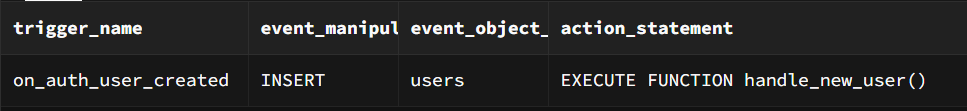 trigger_name event_manipul event_object_ action_statement
on_auth_user_created INSERT users EXECUTE FUNCTION handle_new_user()